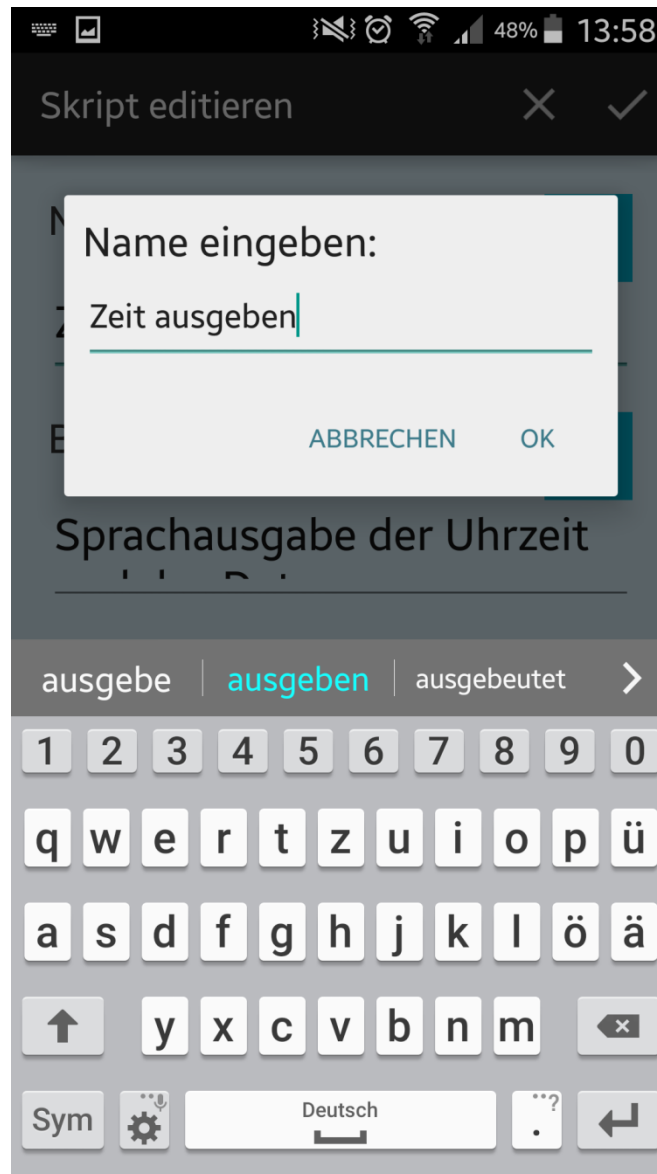 48% 13:58
Skript editieren
Name eingeben:
Zeit ausgeben
ABBRECHEN OK
Sprachausgabe der Uhrzeit
ausgebe ausgeben ausgebeutet
1 2 3 4 5 6 7 8 9 0
q w e r t z u i o p ü
a s d f g h j k l ö ä
y x c v b n m
Sym Deutsch . ?